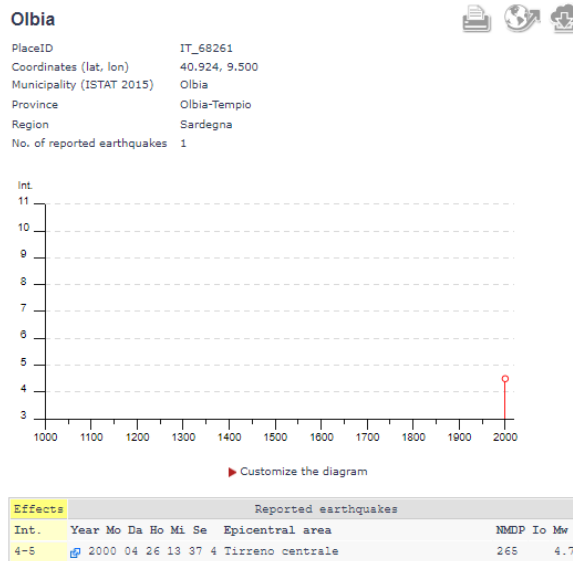 Olbia
PlaceID IT_68261
Coordinates (lat, lon) 40.924, 9.500
Municipality (ISTAT 2015) Olbia
Province Olbia-Tempio
Region Sardegna
No. of reported earthquakes 1
Int.
11
10
9
8
7
6
5
4
3
1000 1100 1200 1300 1400 1500 1600 1700 1800 1900 2000
Customize the diagram
Effects Reported earthquakes
Int. Year Mo Da Ho Mi Se Epicentral area NMDP Io Mw
4-5 2000 04 26 13 37 4 Tirreno centrale 265 4.7